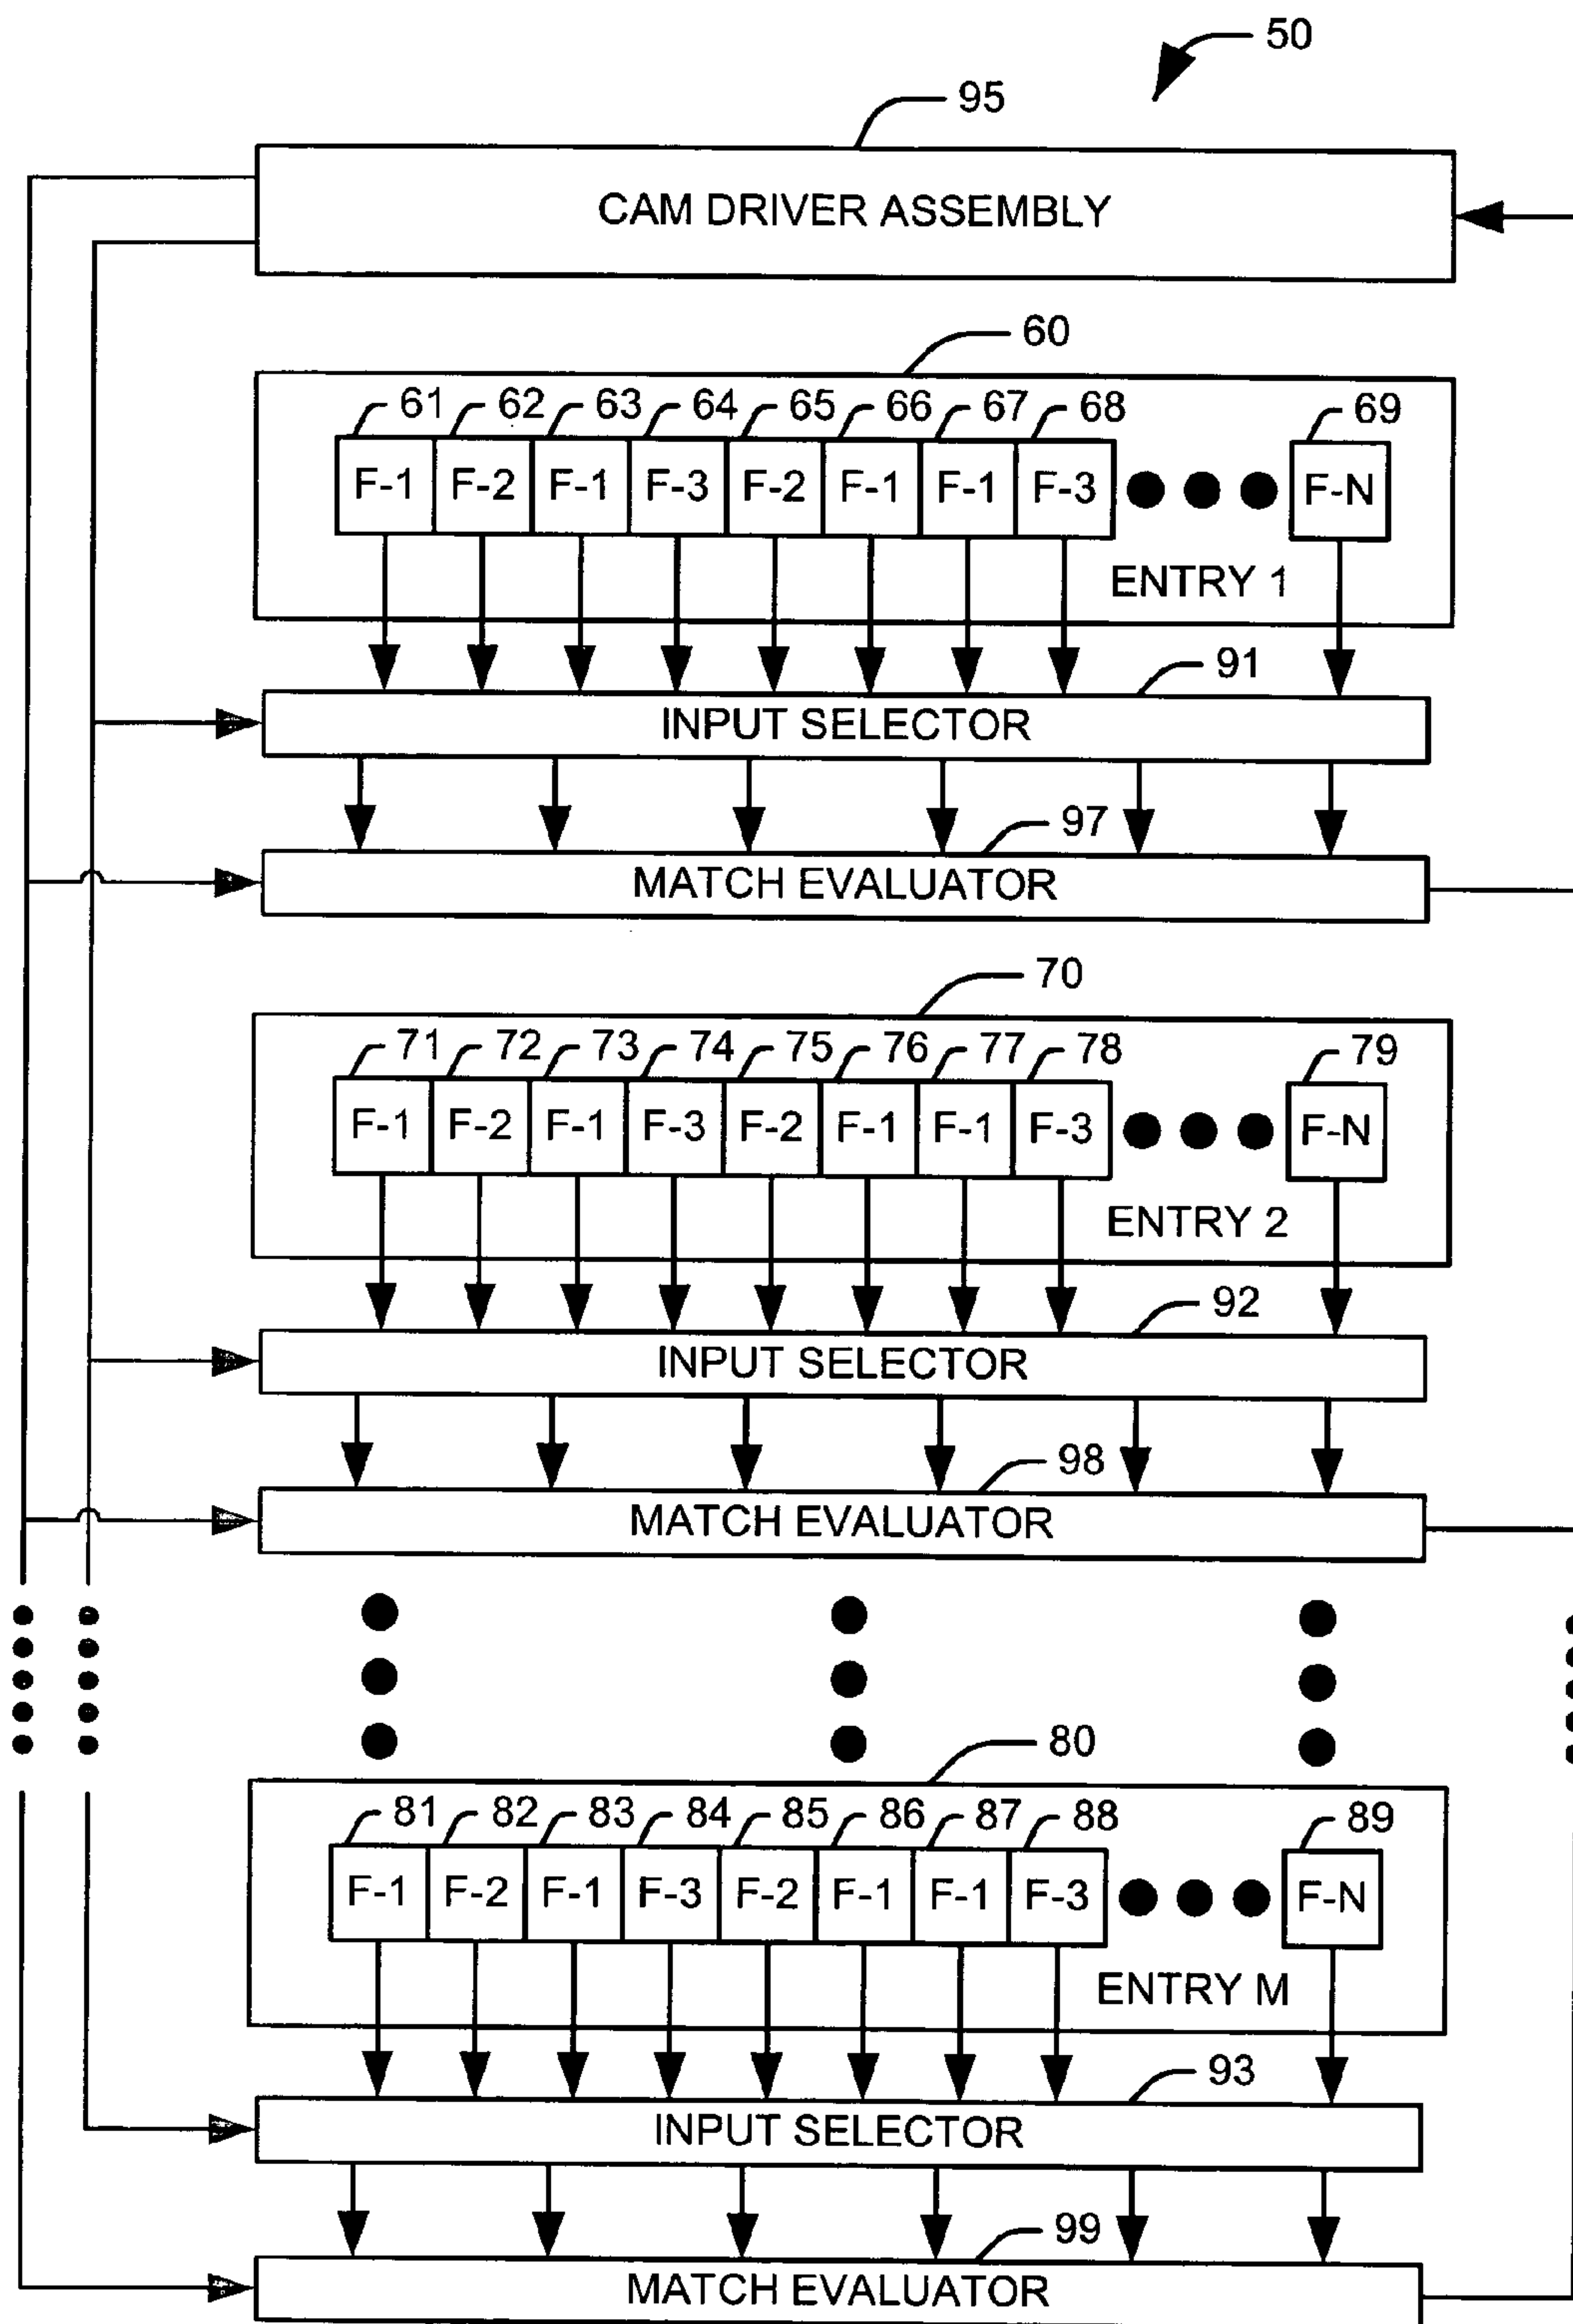 50
95
CAM DRIVER ASSEMBLY
60
61 62 63 64 65 66 67 68 69
F-1 F-2 F-1 F-3 F-2 F-1 F-1 F-3 F-N
ENTRY 1
91
INPUT SELECTOR
97
MATCH EVALUATOR
70
71 72 73 74 75 76 77 78 79
F-1 F-2 F-1 F-3 F-2 F-1 F-1 F-3 F-N
ENTRY 2
92
INPUT SELECTOR
98
MATCH EVALUATOR
80
81 82 83 84 85 86 87 88 89
F-1 F-2 F-1 F-3 F-2 F-1 F-1 F-3 F-N
ENTRY M
93
INPUT SELECTOR
99
MATCH EVALUATOR